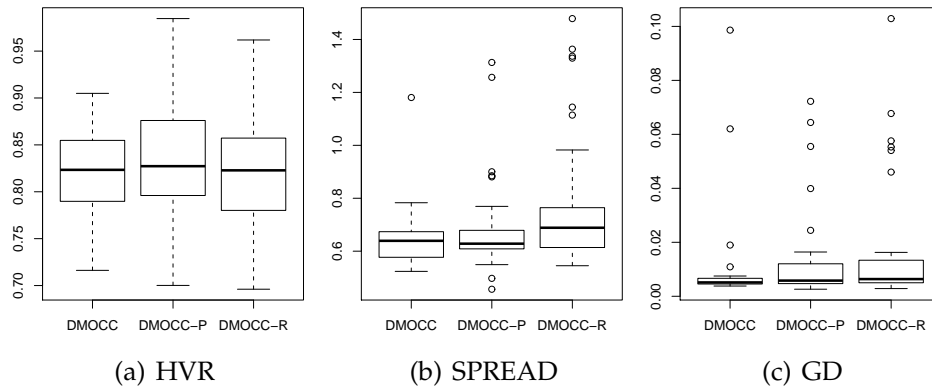 0.95
0.90
0.85
0.80
0.75
0.70
DMOCC DMOCC−P DMOCC−R
(a) HVR
1.4
1.2
1.0
0.8
0.6
DMOCC DMOCC−P DMOCC−R
(b) SPREAD
0.10
0.08
0.06
0.04
0.02
0.00
DMOCC DMOCC−P DMOCC−R
(c) GD